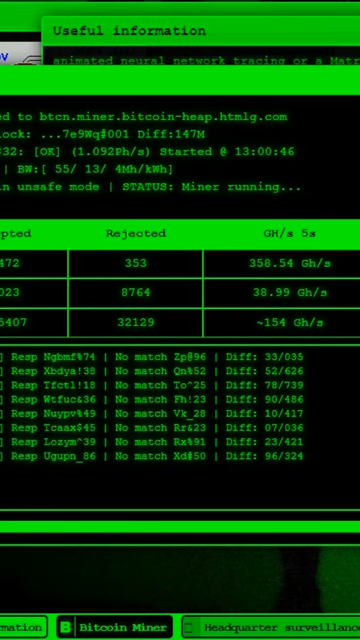 Useful information
animated neural network tracing or a Matr
ed to btcn.miner.bitcoin-heap.htmlg.com
lock: ...7e9Wq#001 Diff:147M
#32: [OK] (1.092Ph/s) Started @ 13:00:46
| BW:[ 55/ 13/ 4Mh/kWh]
in unsafe mode | STATUS: Miner running...
pted Rejected GH/s 5s
472 353 358.54 Gh/s
023 8764 38.99 Gh/s
5407 32129 ~154 Gh/s
] Resp Ngbmf%74 | No match Zp@96 | Diff: 33/035
] Resp Xbdya!38 | No match Qn%52 | Diff: 52/626
] Resp Tfctl!18 | No match To^25 | Diff: 78/739
] Resp Wtfuc&36 | No match Fh!23 | Diff: 90/486
] Resp Nuypv%49 | No match Vk_28 | Diff: 10/417
] Resp Tcaax$45 | No match Rr&23 | Diff: 07/036
] Resp Lozym^39 | No match Rx%91 | Diff: 23/421
] Resp Ugupn_86 | No match Xd#50 | Diff: 96/324
rmation Bitcoin Miner Headquarter surveillance